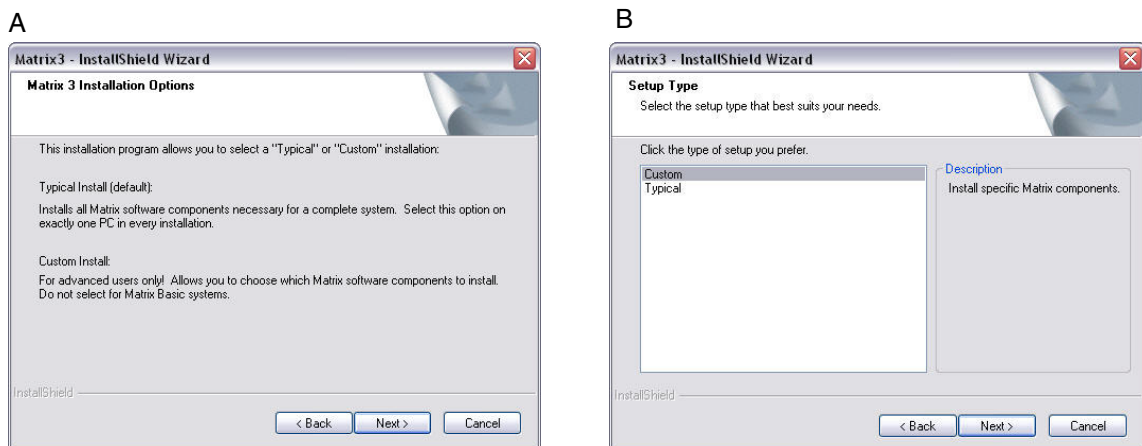 A
Matrix3 - InstallShield Wizard
Matrix 3 Installation Options
This installation program allows you to select a "Typical" or "Custom" installation:
Typical Install (default):
Installs all Matrix software components necessary for a complete system.  Select this option on
exactly one PC in every installation.
Custom Install:
For advanced users only!  Allows you to choose which Matrix software components to install.
Do not select for Matrix Basic systems.
InstallShield
< Back
Next >
Cancel
B
Matrix3 - InstallShield Wizard
Setup Type
Select the setup type that best suits your needs.
Click the type of setup you prefer.
Custom
Typical
Description
Install specific Matrix components.
InstallShield
< Back
Next >
Cancel